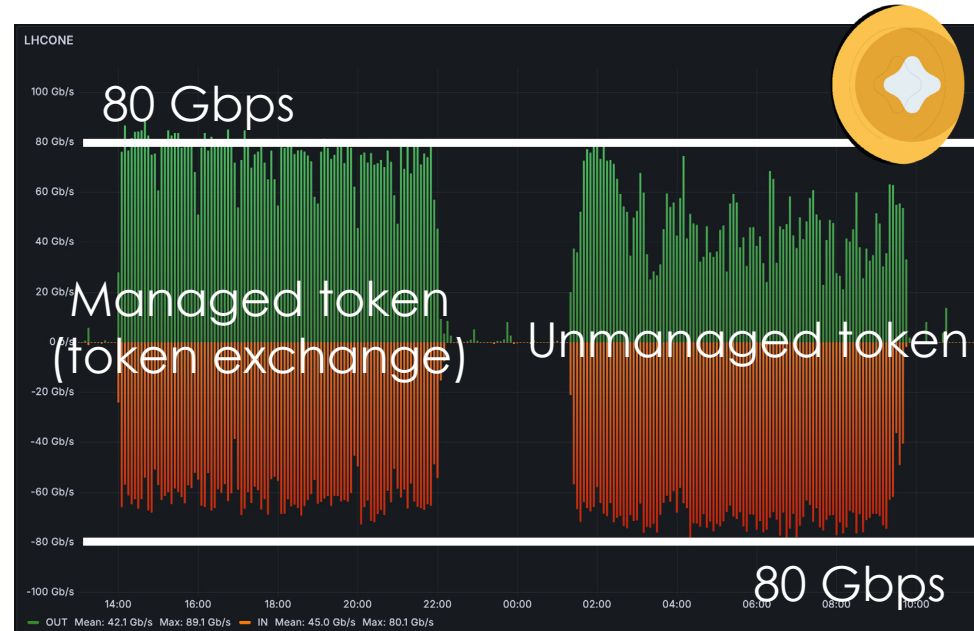 LHCONE
100 Gb/s
80 Gbps
80 Gb/s
60 Gb/s
40 Gb/s
20 Gb/s
Managed token
(token exchange)
Unmanaged token
-20 Gb/s
-40 Gb/s
-60 Gb/s
-80 Gb/s
80 Gbps
-100 Gb/s
14:00 16:00 18:00 20:00 22:00 00:00 02:00 04:00 06:00 08:00 10:00
OUT Mean: 42.1 Gb/s Max: 89.1 Gb/s IN Mean: 45.0 Gb/s Max: 80.1 Gb/s